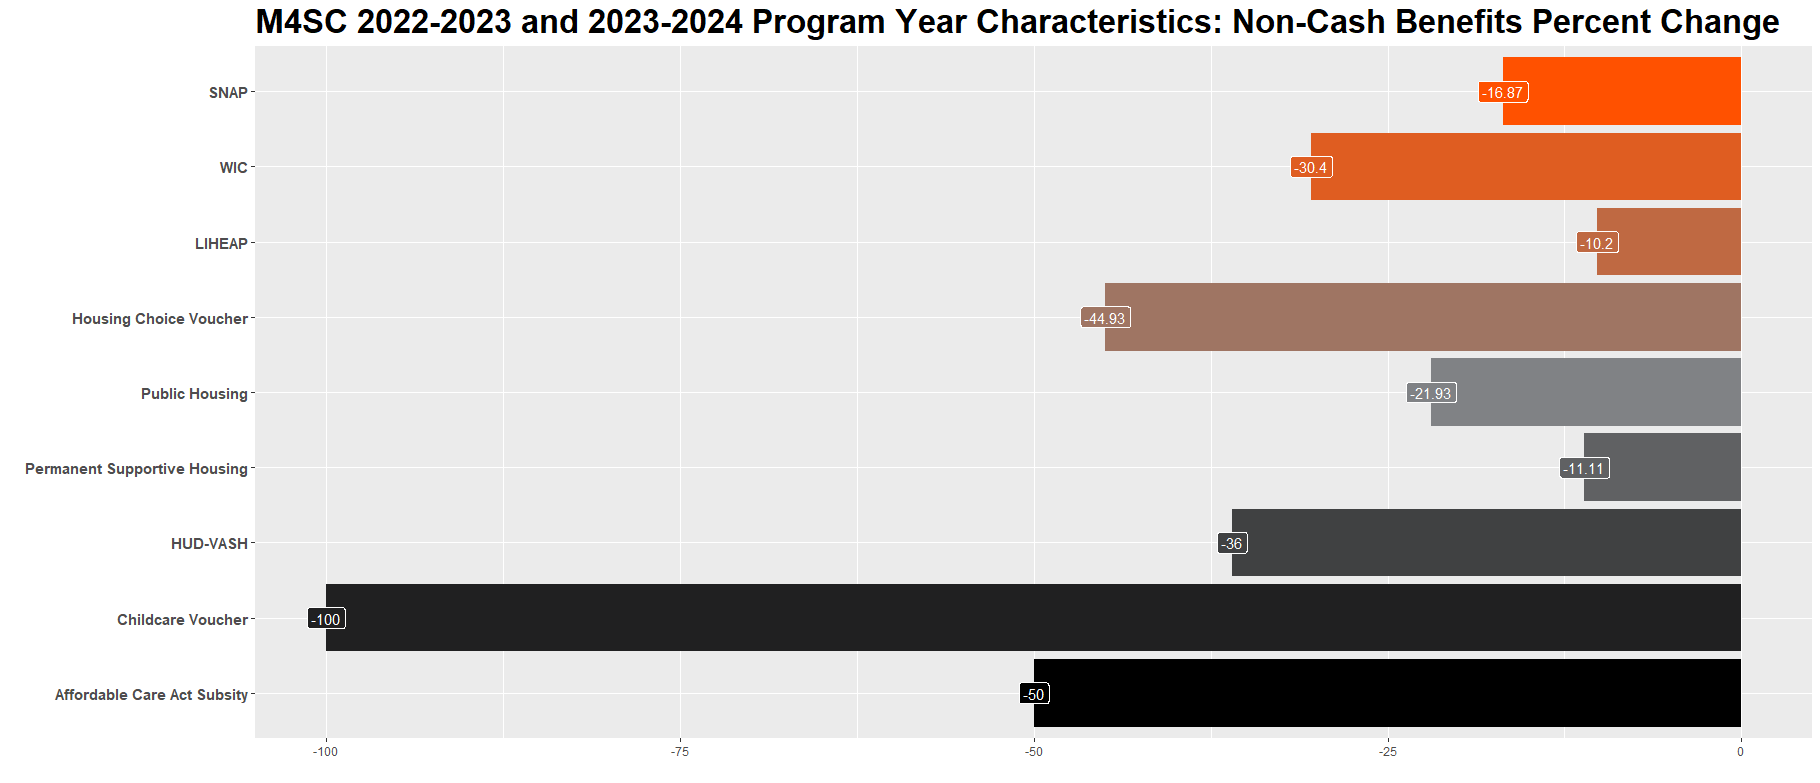 M4SC 2022-2023 and 2023-2024 Program Year Characteristics: Non-Cash Benefits Percent Change
SNAP
-16.87
WIC
-30.4
LIHEAP
-10.2
Housing Choice Voucher
-44.93
Public Housing
-21.93
Permanent Supportive Housing
-11.11
HUD-VASH
-36
Childcare Voucher
-100
Affordable Care Act Subsity
-50
-100 -75 -50 -25 0